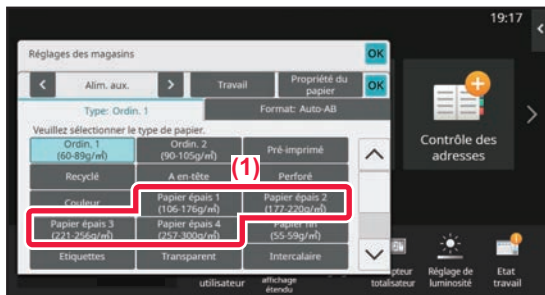 19:17
Réglages des magasins
OK
Alim. aux.
Travail
Propriété du
papier
OK
Type: Ordin. 1
Format: Auto-AB
Veuillez sélectionner le type de papier.
Ordin. 1
(60-89g/㎡)
Ordin. 2
(90-105g/㎡)
Pré-imprimé
Recyclé
A en-tête
(1)
Perforé
Couleur
Papier épais 1
(106-176g/㎡)
Papier épais 2
(177-220g/㎡)
Papier épais 3
(221-256g/㎡)
Papier épais 4
(257-300g/㎡)
Papier fin
(55-59g/㎡)
Etiquettes
Transparent
Intercalaire
Contrôle des
adresses
utilisateur
affichage
étendu
pteur
totalisateur
Réglage de
luminosité
Etat
travail